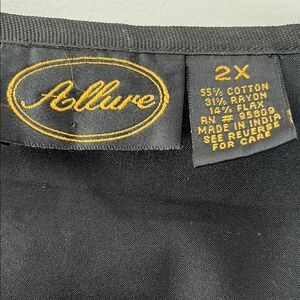 Allure
2X
55% COTTON
31% RAYON
14% FLAX
RN # 95809
MADE IN INDIA
SEE REVERSE
FOR CARE